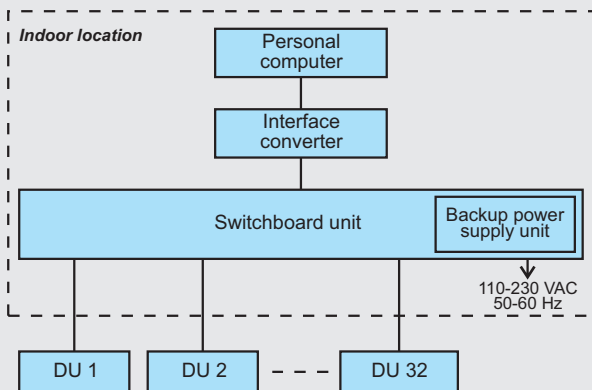 Indoor location
Personal
computer
Interface
converter
Switchboard unit
Backup power
supply unit
110-230 VAC
50-60 Hz
DU 1
DU 2
DU 32